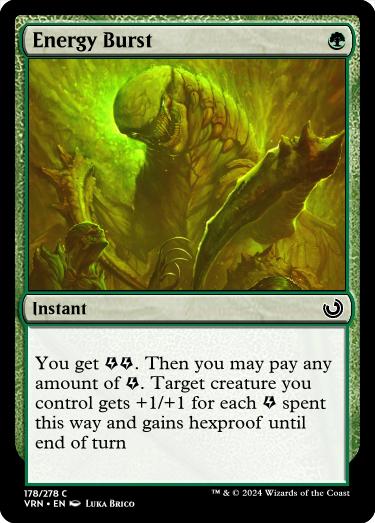 Energy Burst
Instant
You get . Then you may pay any
amount of . Target creature you
control gets +1/+1 for each spent
this way and gains hexproof until
end of turn
178/278 C
VRN • EN Luka Brico
™ & © 2024 Wizards of the Coast